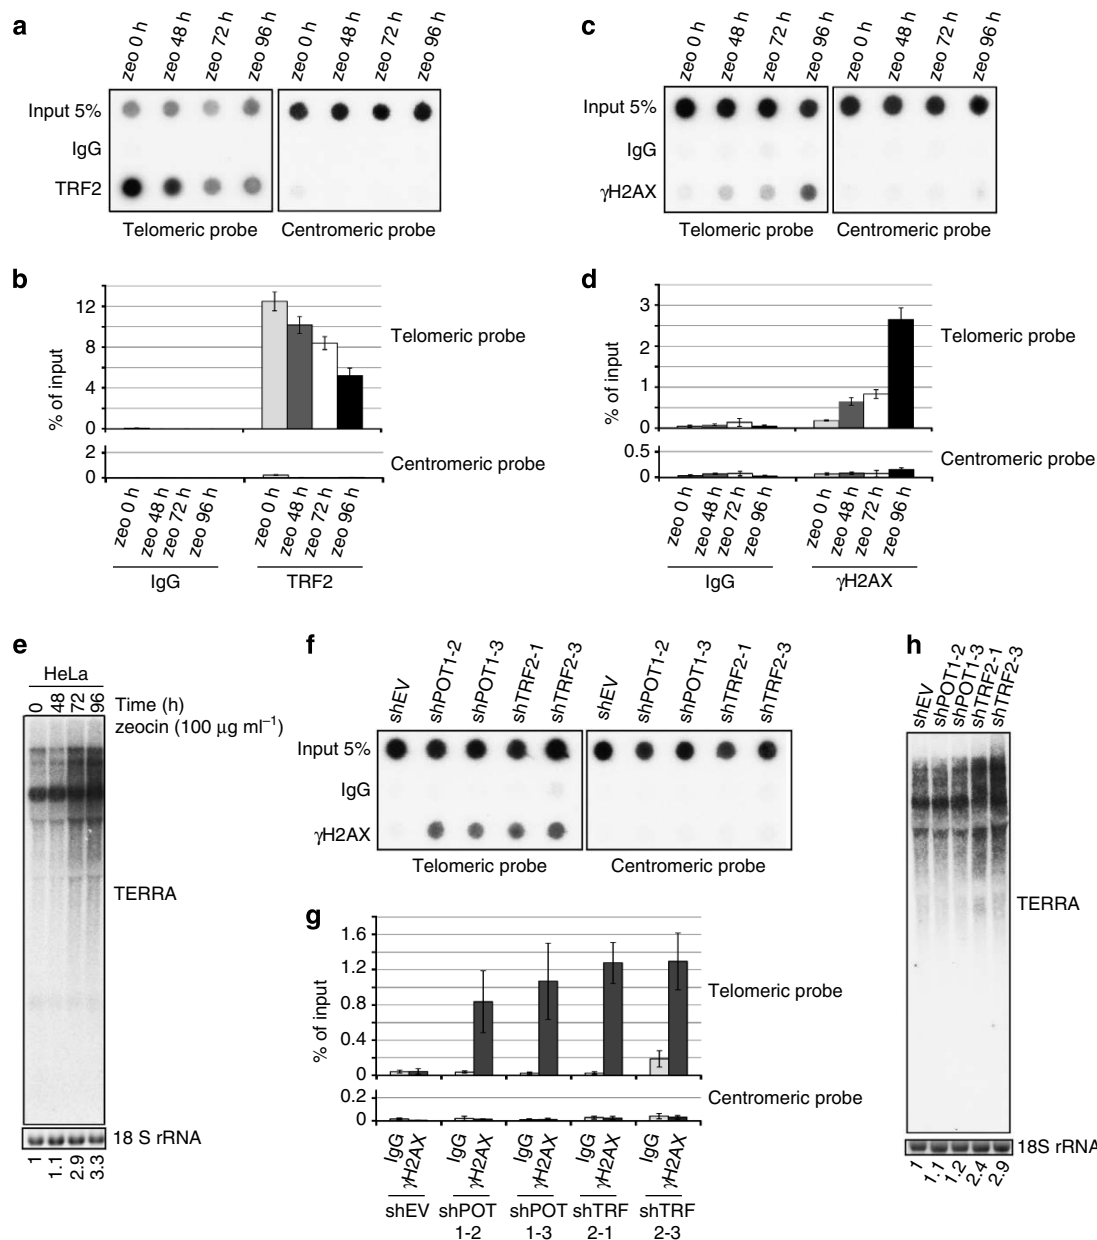 a
zeo 0 h
zeo 48 h
zeo 72 h
zeo 96 h
zeo 0 h
zeo 48 h
zeo 72 h
zeo 96 h
Input 5%
IgG
TRF2
Telomeric probe
Centromeric probe
c
zeo 0 h
zeo 48 h
zeo 72 h
zeo 96 h
zeo 0 h
zeo 48 h
zeo 72 h
zeo 96 h
Input 5%
IgG
γH2AX
Telomeric probe
Centromeric probe
b
% of input
12
8
4
0
2
0
Telomeric probe
Centromeric probe
zeo 0 h
zeo 48 h
zeo 72 h
zeo 96 h
zeo 0 h
zeo 48 h
zeo 72 h
zeo 96 h
IgG
TRF2
d
% of input
3
2
1
0
0.5
0
Telomeric probe
Centromeric probe
zeo 0 h
zeo 48 h
zeo 72 h
zeo 96 h
zeo 0 h
zeo 48 h
zeo 72 h
zeo 96 h
IgG
γH2AX
e
HeLa
0
48
72
96
Time (h)
zeocin (100 µg ml⁻¹)
TERRA
18 S rRNA
1
1.1
2.9
3.3
f
shEV
shPOT1-2
shPOT1-3
shTRF2-1
shTRF2-3
shEV
shPOT1-2
shPOT1-3
shTRF2-1
shTRF2-3
Input 5%
IgG
γH2AX
Telomeric probe
Centromeric probe
g
% of input
1.6
1.2
0.8
0.4
0
0.2
0
Telomeric probe
Centromeric probe
IgG
γH2AX
IgG
γH2AX
IgG
γH2AX
IgG
γH2AX
IgG
γH2AX
shEV
shPOT
1-2
shPOT
1-3
shTRF
2-1
shTRF
2-3
h
shEV
shPOT1-2
shPOT1-3
shTRF2-1
shTRF2-3
TERRA
18S rRNA
1
1.1
1.2
2.4
2.9